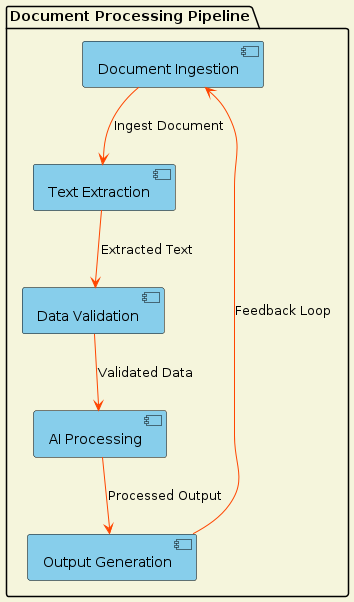 Document Processing Pipeline
Document Ingestion
Ingest Document
Text Extraction
Extracted Text
Feedback Loop
Data Validation
Validated Data
AI Processing
Processed Output
Output Generation